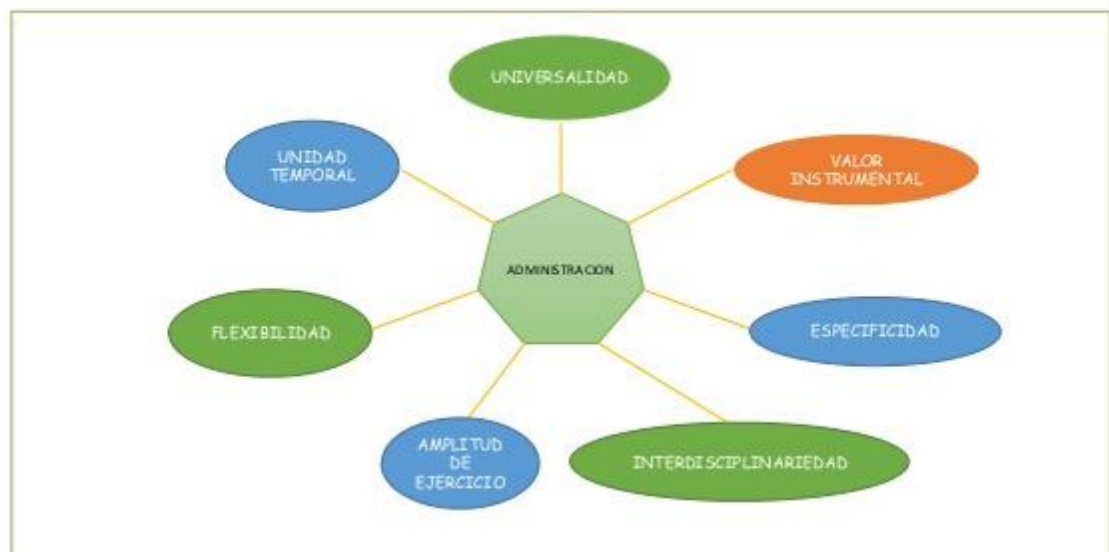 UNIVERSALIDAD
UNIDAD
TEMPORAL
VALOR
INSTRUMENTAL
ADMINISTRACION
FLEXIBILIDAD
ESPECIFICIDAD
AMPLITUD
DE
EJERCICIO
INTERDISCIPLINARIEDAD